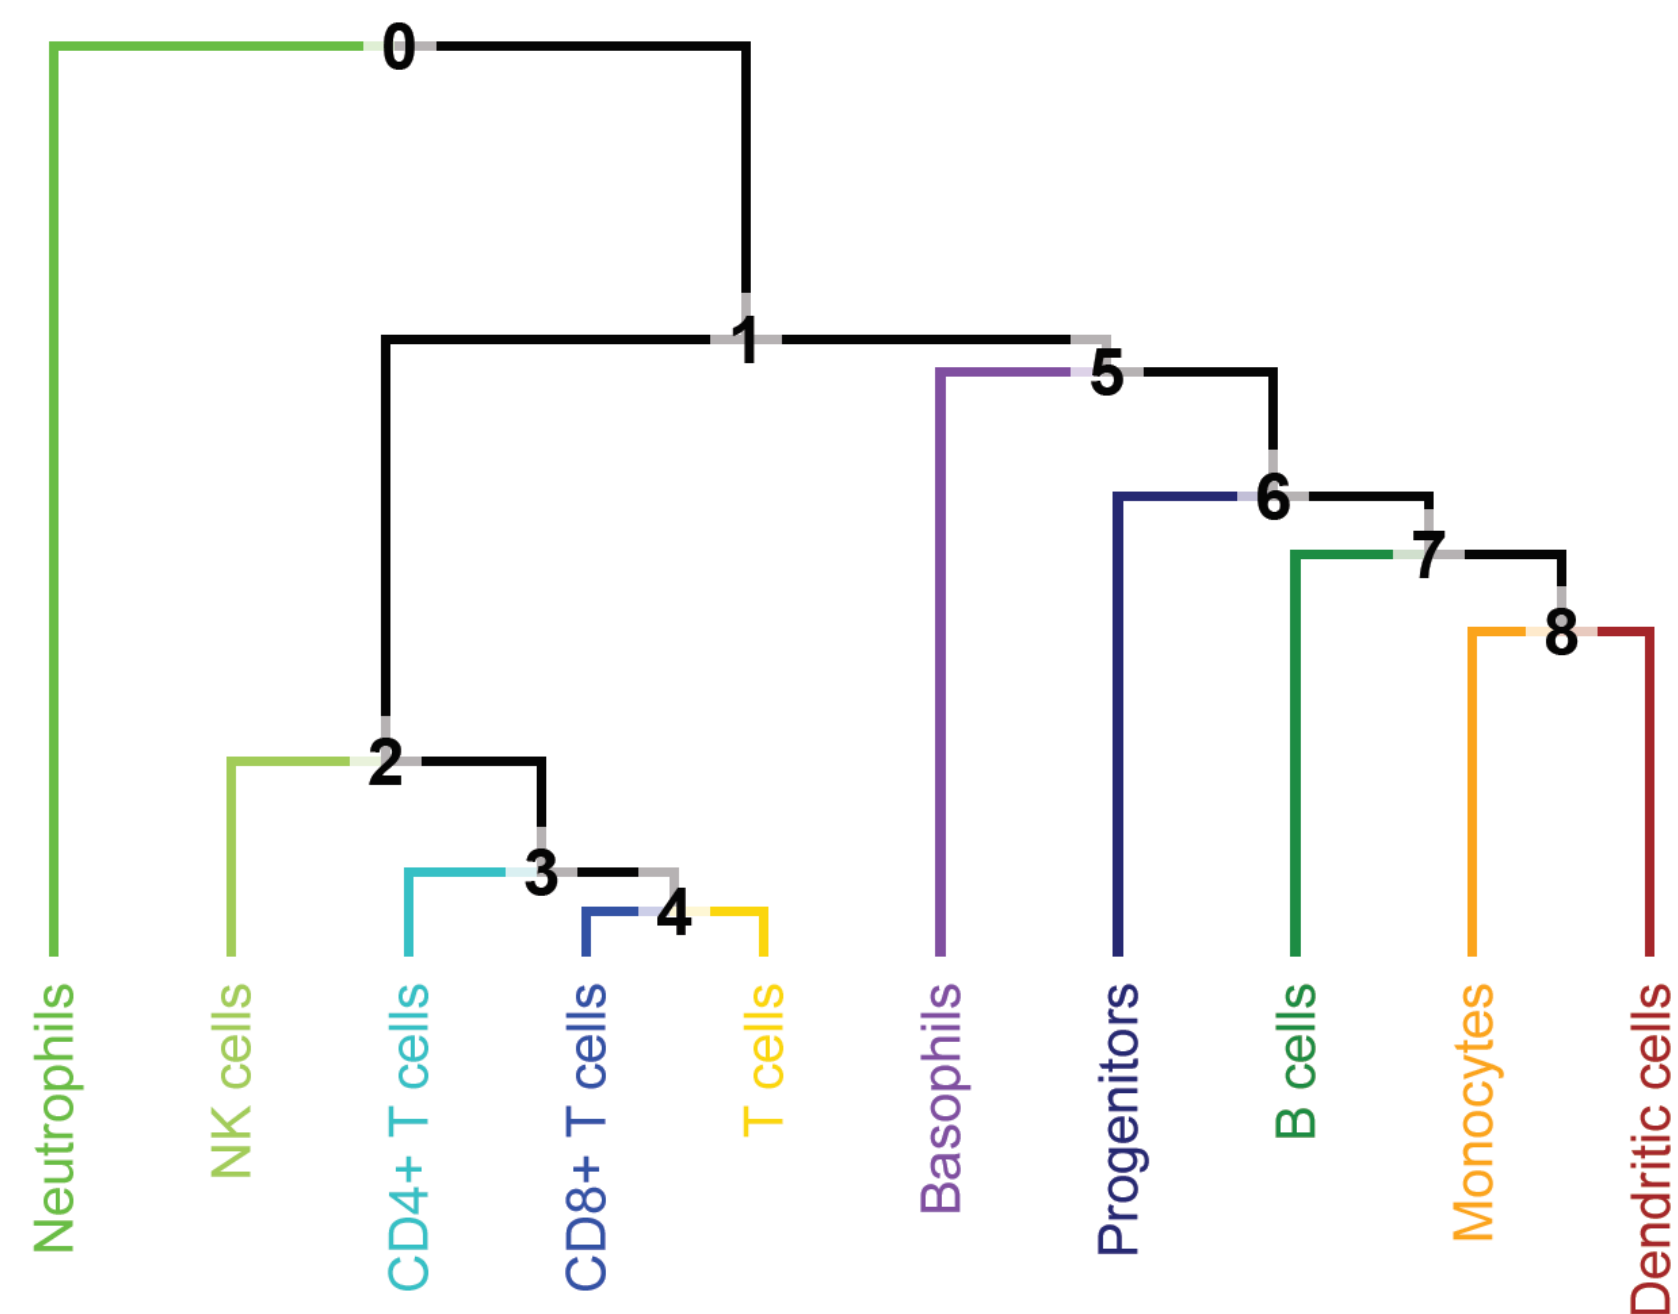 0
1
5
6
7
8
2
3
4
Neutrophils
NK cells
CD4+ T cells
CD8+ T cells
T cells
Basophils
Progenitors
B cells
Monocytes
Dendritic cells